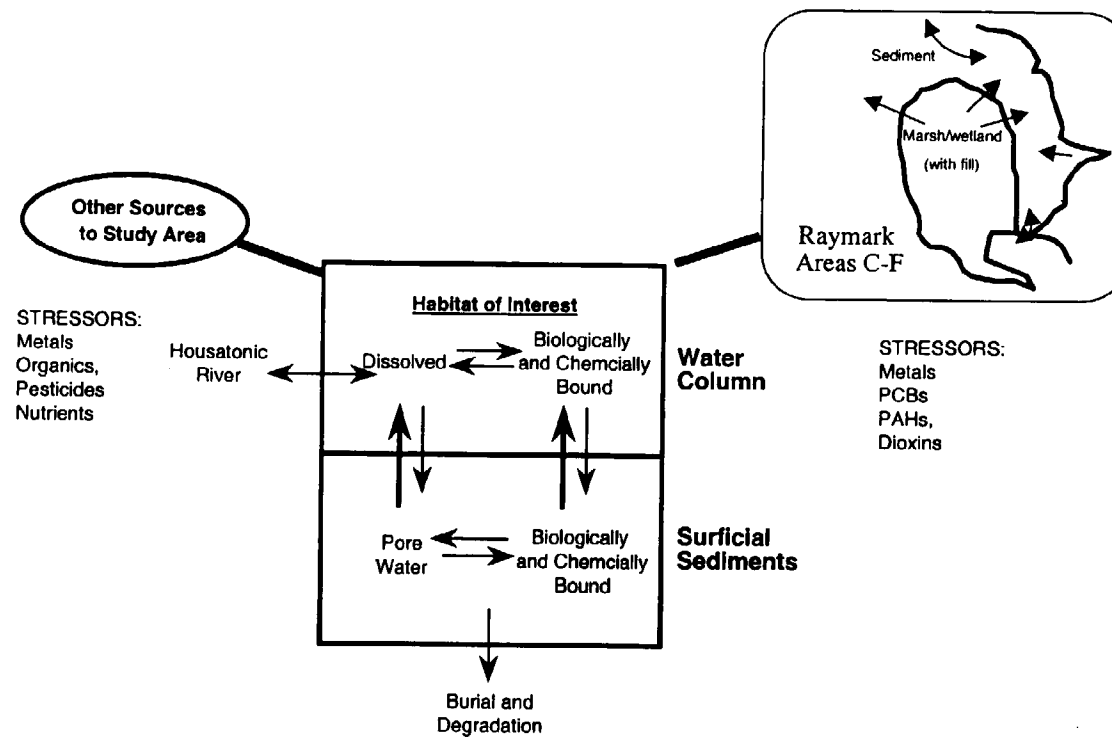 Sediment
Marsh/wetland
(with fill)
Raymark
Areas C-F
Other Sources
to Study Area
STRESSORS:
Metals
Organics,
Pesticides
Nutrients
Housatonic
River
Habitat of Interest
Dissolved
Biologically
and Chemcially
Bound
Water
Column
STRESSORS:
Metals
PCBs
PAHs,
Dioxins
Pore
Water
Biologically
and Chemcially
Bound
Surficial
Sediments
Burial and
Degradation